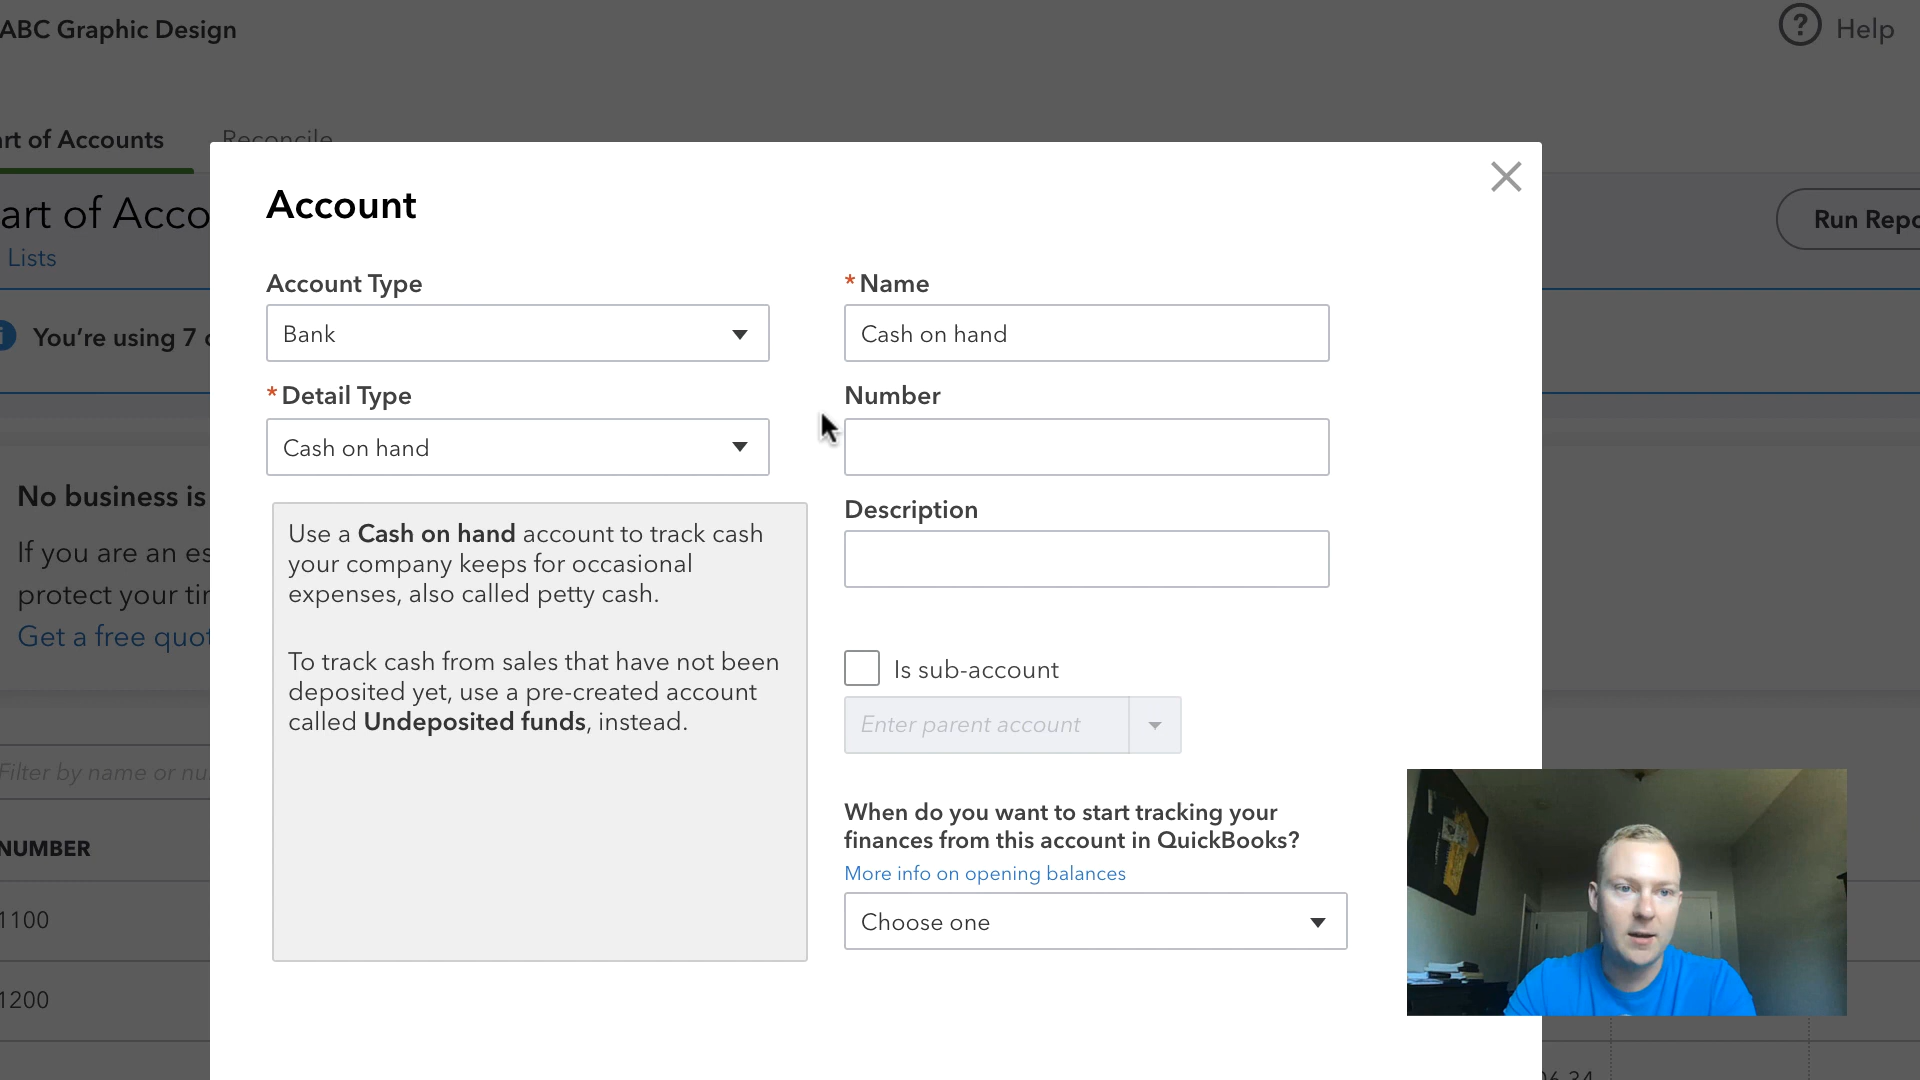 ABC Graphic Design
Help
art of Accounts
Reconcile
art of Acco
Lists
Run Repo
You're using 7
No business is
If you are an es
protect your tir
Get a free quot
Filter by name or nu
NUMBER
1100
1200
Account
Account Type
Bank
* Detail Type
Cash on hand
Use a Cash on hand account to track cash
your company keeps for occasional
expenses, also called petty cash.
To track cash from sales that have not been
deposited yet, use a pre-created account
called Undeposited funds, instead.
* Name
Cash on hand
Number
Description
Is sub-account
Enter parent account
When do you want to start tracking your
finances from this account in QuickBooks?
More info on opening balances
Choose one